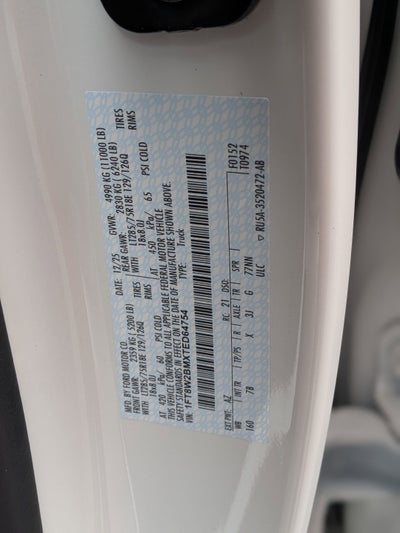 MFD. BY FORD MOTOR CO.
DATE: 12/25 GVWR: 4990 KG (11000 LB)
FRONT GAWR: 2359 KG (5200 LB) REAR GAWR: 2830 KG (6240 LB)
WITH TIRES WITH TIRES
LT285/75R18E 129/126Q LT285/75R18E 129/126Q
18x8.0J RIMS 18x8.0J RIMS
AT 420 kPa/ 60 PSI COLD AT 450 kPa/ 65 PSI COLD
THIS VEHICLE CONFORMS TO ALL APPLICABLE FEDERAL MOTOR VEHICLE
SAFETY STANDARDS IN EFFECT ON THE DATE OF MANUFACTURE SHOWN ABOVE.
VIN: 1FT8W2BMXTED64754 TYPE: Truck
EXT PNT: AZ RC: 21 DSO: F0152
T0974
WB INT TR TP/PS R AXLE TR SPR
160 7B X 3J G 77NN
ULC
▽ RU5A-3520472-AB